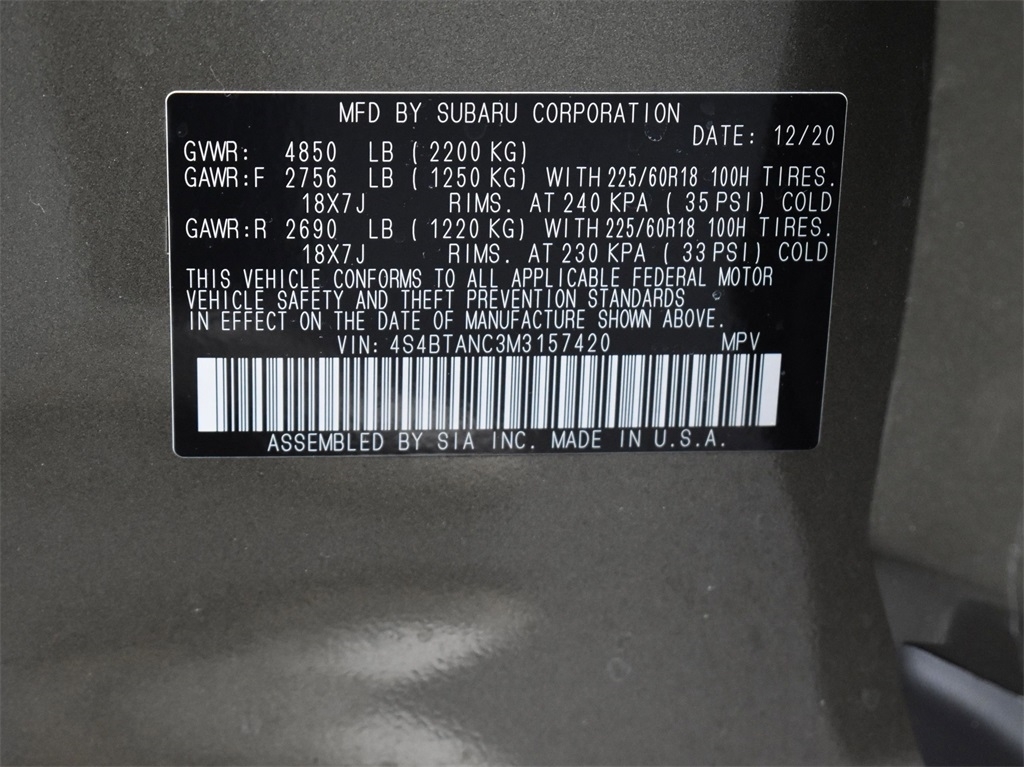 MFD BY SUBARU CORPORATION
DATE: 12/20
GVWR: 4850 LB ( 2200 KG)
GAWR:F 2756 LB ( 1250 KG) WITH 225/60R18 100H TIRES.
18X7J RIMS. AT 240 KPA ( 35 PSI) COLD
GAWR:R 2690 LB ( 1220 KG) WITH 225/60R18 100H TIRES.
18X7J RIMS. AT 230 KPA ( 33 PSI) COLD
THIS VEHICLE CONFORMS TO ALL APPLICABLE FEDERAL MOTOR
VEHICLE SAFETY AND THEFT PREVENTION STANDARDS
IN EFFECT ON THE DATE OF MANUFACTURE SHOWN ABOVE.
VIN: 4S4BTANC3M3157420 MPV
ASSEMBLED BY SIA INC. MADE IN U.S.A.